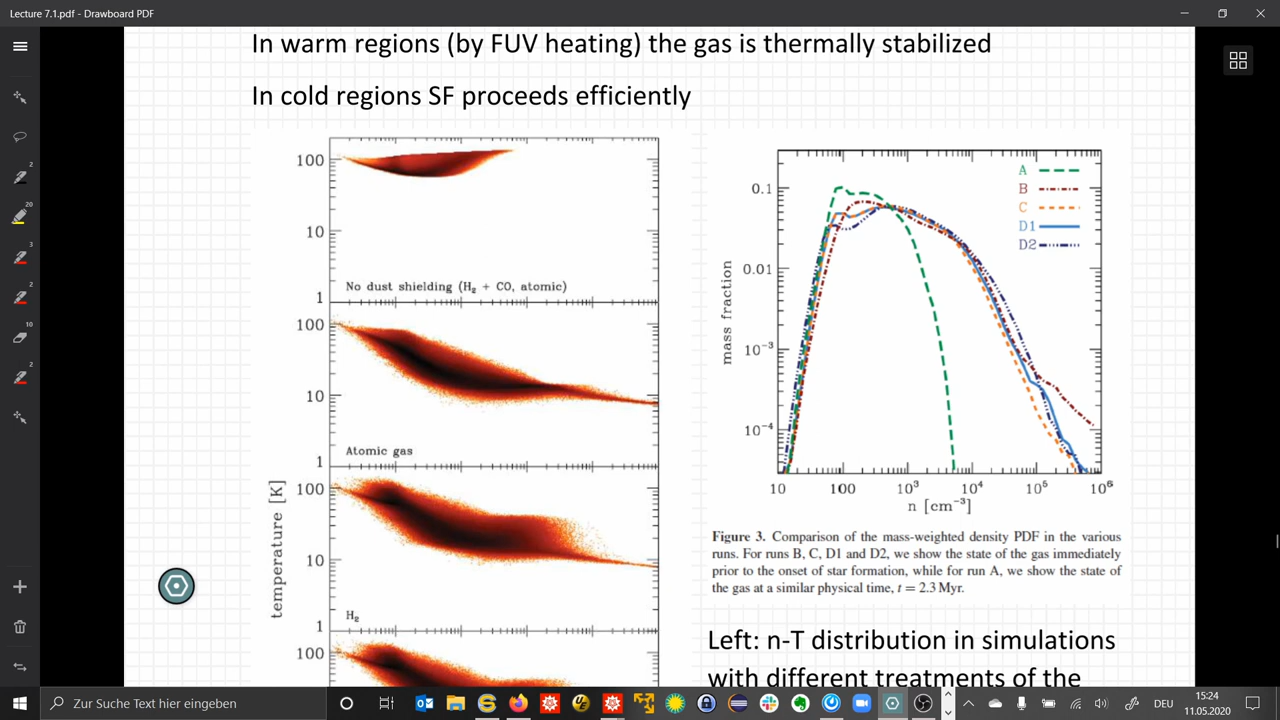 Lecture 7.1.pdf - Drawboard PDF
In warm regions (by FUV heating) the gas is thermally stabilized
In cold regions SF proceeds efficiently
100
10
1
No dust shielding (H₂ + CO, atomic)
100
10
1
Atomic gas
100
10
1
H₂
100
temperature [K]
A
B
C
D1
D2
0.1
0.01
10⁻³
10⁻⁴
mass fraction
10 100 10³ 10⁴ 10⁵ 10⁶
n [cm⁻³]
Figure 3. Comparison of the mass-weighted density PDF in the various
runs. For runs B, C, D1 and D2, we show the state of the gas immediately
prior to the onset of star formation, while for run A, we show the state of
the gas at a similar physical time, t = 2.3 Myr.
Left: n-T distribution in simulations
with different treatments of the
2
20
3
2
10
2
Zur Suche Text hier eingeben
DEU
15:24
11.05.2020